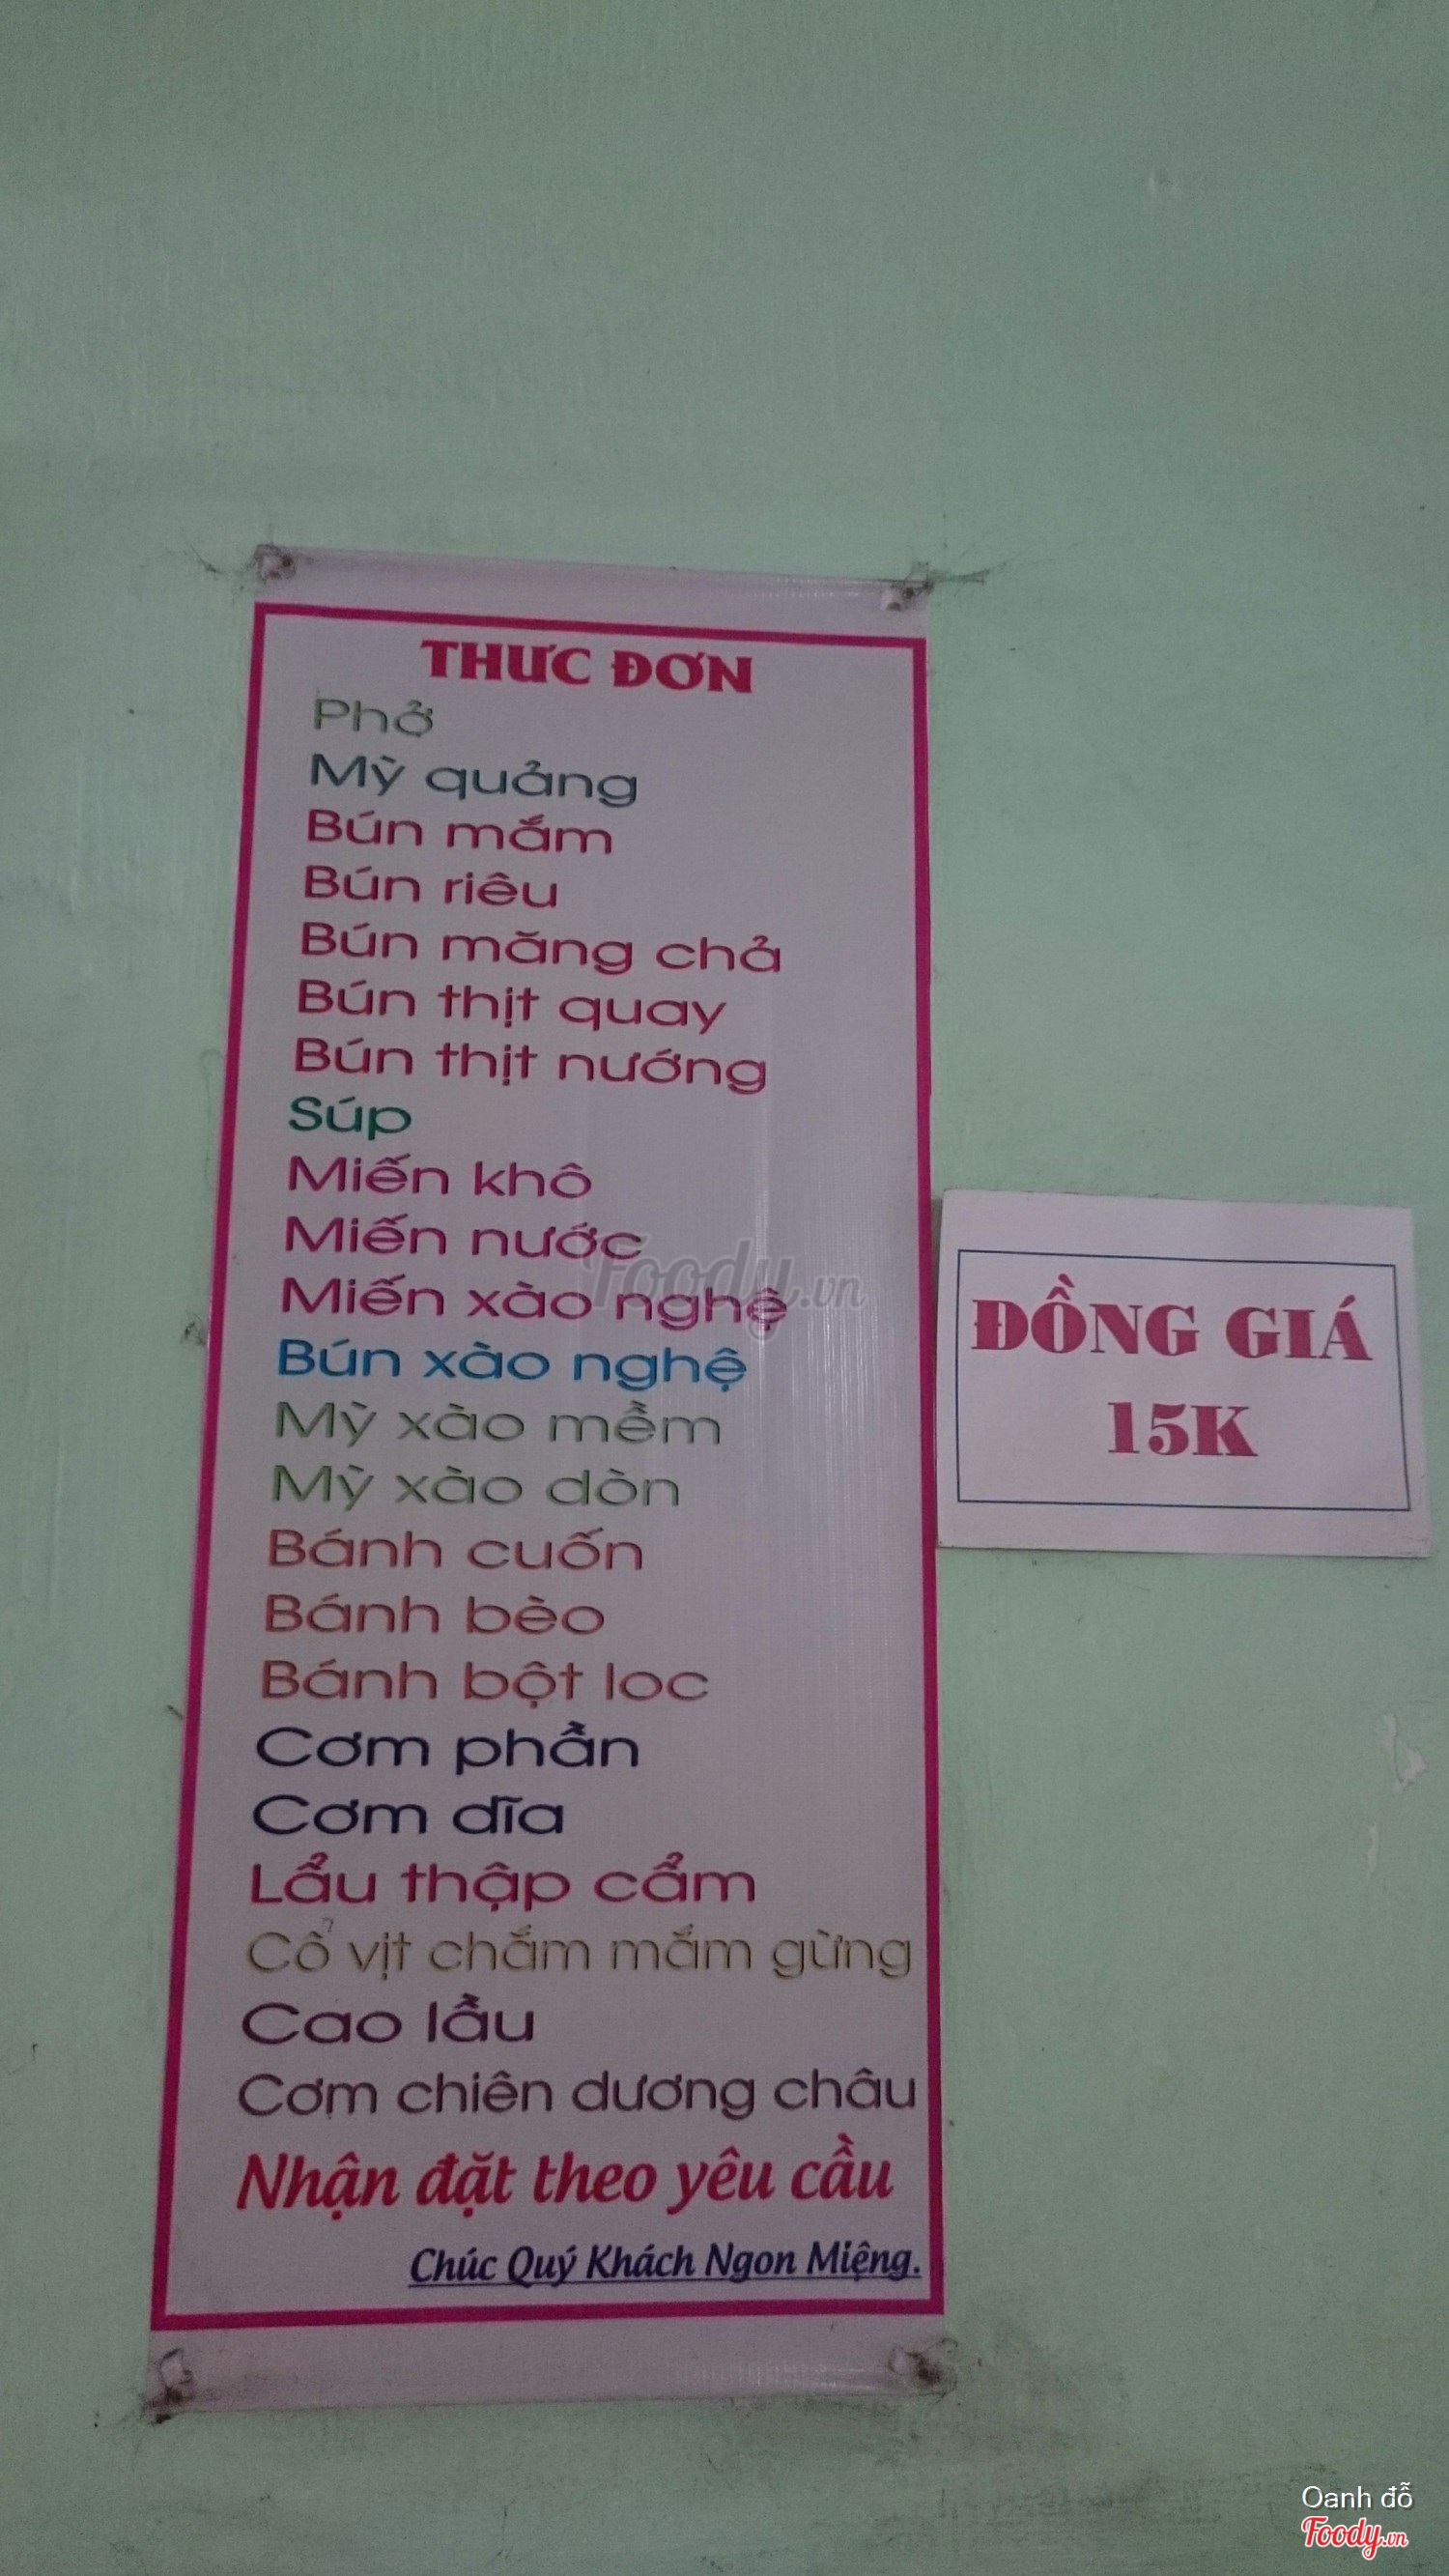 THƯC ĐƠN
Phở
Mỳ quảng
Bún mắm
Bún riêu
Bún măng chả
Bún thịt quay
Bún thịt nướng
Súp
Miến khô
Miến nước
Miến xào nghệ
Bún xào nghệ
Mỳ xào mềm
Mỳ xào dòn
Bánh cuốn
Bánh bèo
Bánh bột loc
Cơm phần
Cơm dĩa
Lẩu thập cẩm
Cổ vịt chắm mắm gừng
Cao lầu
Cơm chiên dương châu
Nhận đặt theo yêu cầu
Chúc Quý Khách Ngon Miệng.
ĐỒNG GIÁ
15K
Foody.vn
Oanh đỗ
Foody.vn